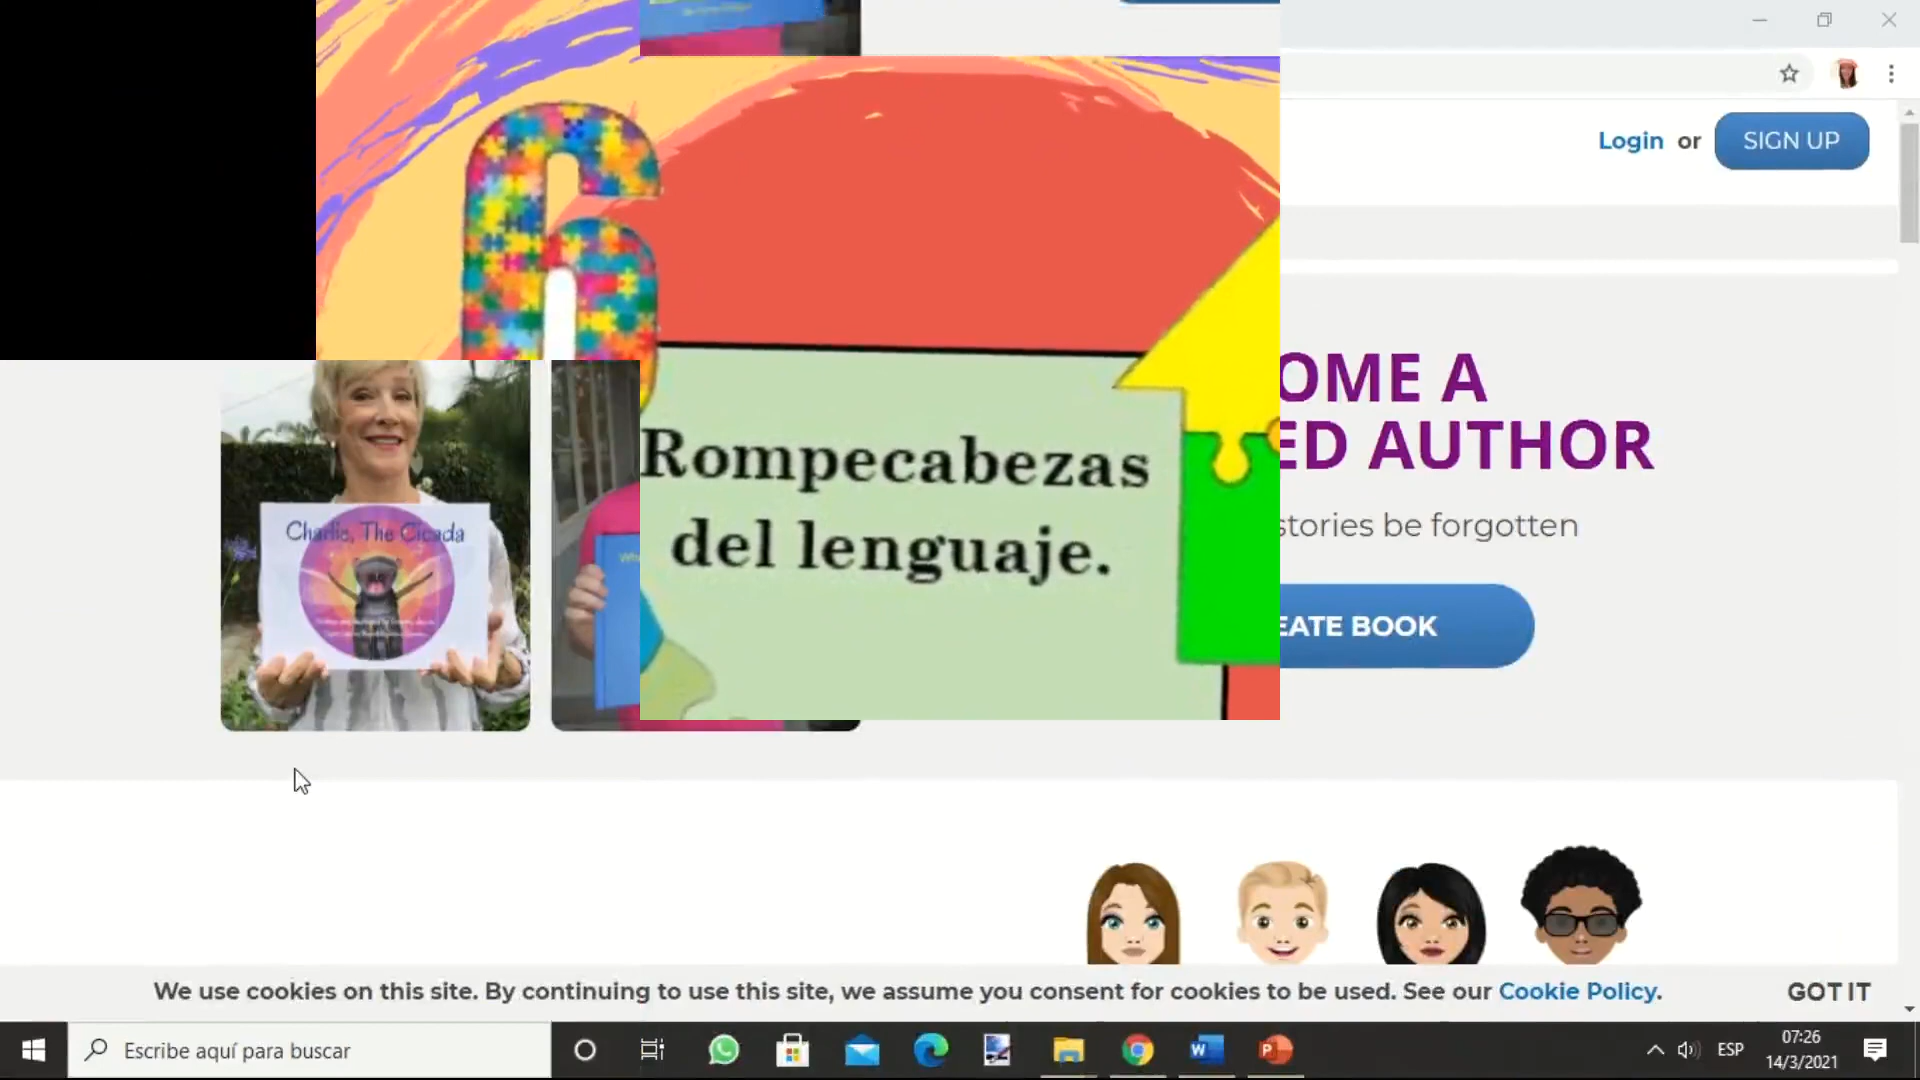 Login or SIGN UP
OME A
ED AUTHOR
stories be forgotten
EATE BOOK
Rompecabezas
del lenguaje.
Charlie, The Cicada
We use cookies on this site. By continuing to use this site, we assume you consent for cookies to be used. See our Cookie Policy.
GOT IT
Escribe aquí para buscar
ESP
07:26
14/3/2021